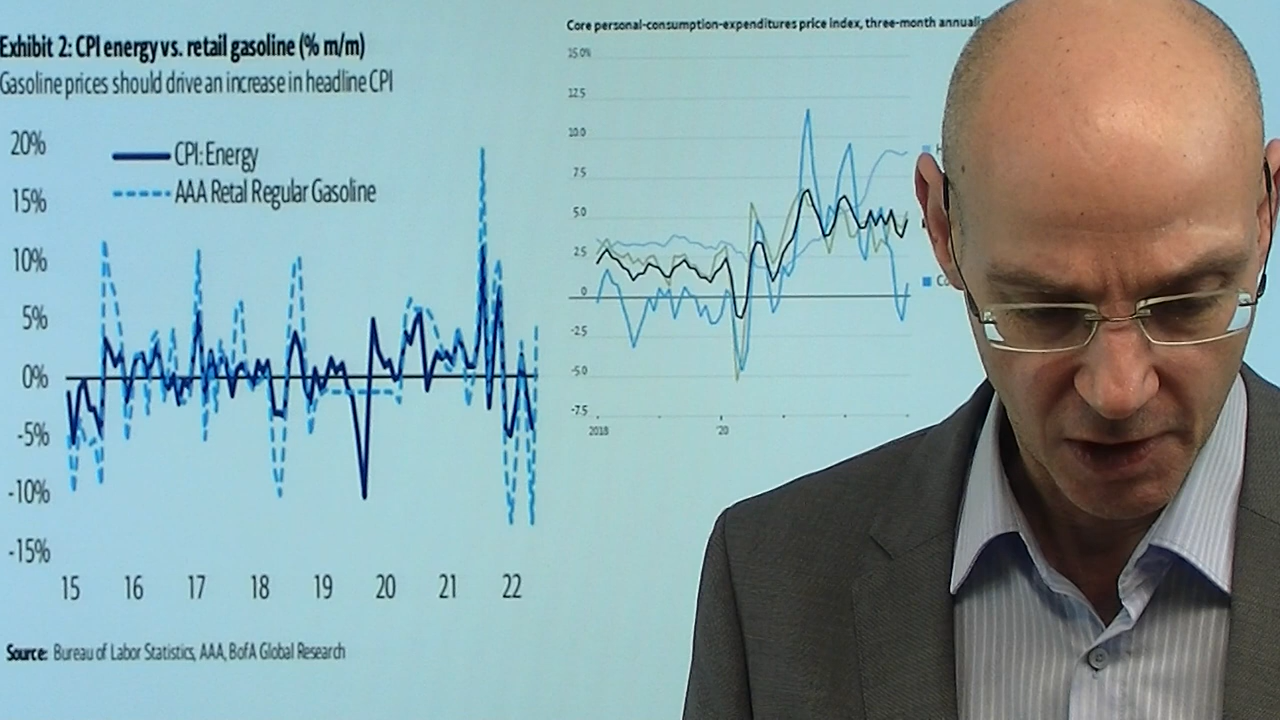 Exhibit 2: CPI energy vs. retail gasoline (% m/m)
Gasoline prices should drive an increase in headline CPI
20%
15%
10%
5%
0%
-5%
-10%
-15%
CPI: Energy
AAA Retal Regular Gasoline
15 16 17 18 19 20 21 22
Source: Bureau of Labor Statistics, AAA, BofA Global Research
Core personal-consumption-expenditures price index, three-month
15.0%
12.5
10.0
7.5
5.0
2.5
0
-2.5
-5.0
-7.5
2018 '20